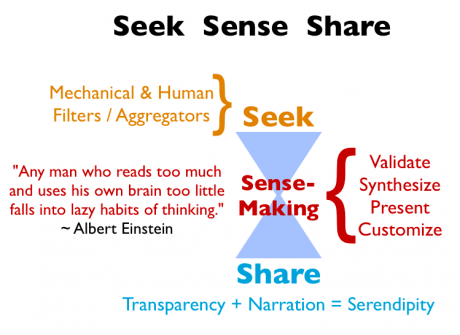 Seek Sense Share
Mechanical & Human
Filters / Aggregators
}
Seek
"Any man who reads too much
and uses his own brain too little
falls into lazy habits of thinking."
~ Albert Einstein
Sense-
Making
{
Validate
Synthesize
Present
Customize
Share
Transparency + Narration = Serendipity